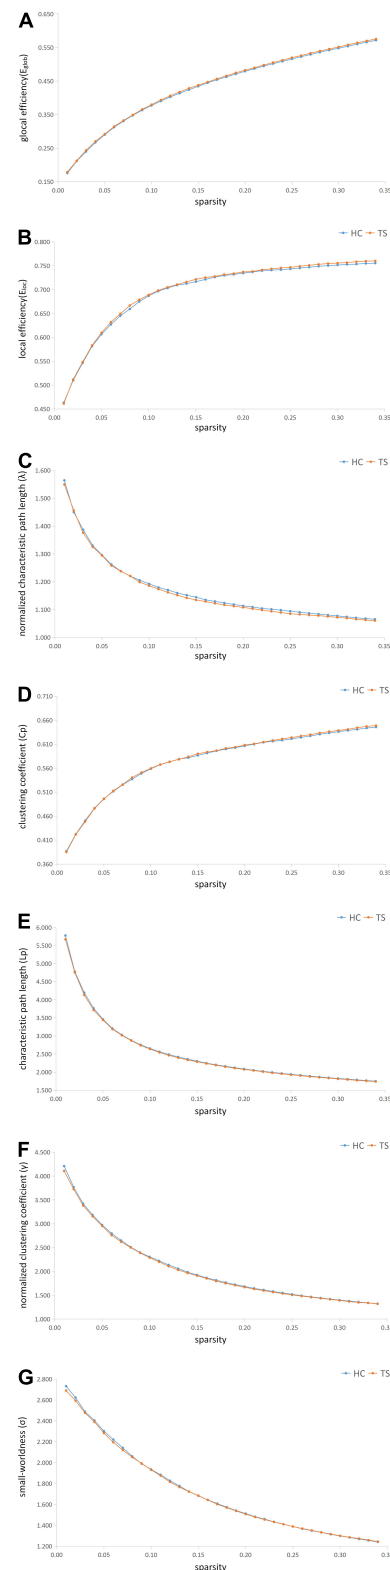 A
glocal efficiency(Eglob)
0.650
0.550
0.450
0.350
0.250
0.150
0.00 0.05 0.10 0.15 0.20 0.25 0.30 0.35
sparsity
B
HC TS
local efficiency(Eloc)
0.800
0.750
0.700
0.650
0.600
0.550
0.500
0.450
0.00 0.05 0.10 0.15 0.20 0.25 0.30 0.35
sparsity
C
HC TS
normalized characteristic path length (λ)
1.600
1.500
1.400
1.300
1.200
1.100
1.000
0.00 0.05 0.10 0.15 0.20 0.25 0.30 0.35
sparsity
D
HC TS
clustering coefficient (Cp)
0.710
0.660
0.610
0.560
0.510
0.460
0.410
0.360
0.00 0.05 0.10 0.15 0.20 0.25 0.30 0.35
sparsity
E
HC TS
characteristic path length (Lp)
6.000
5.500
5.000
4.500
4.000
3.500
3.000
2.500
2.000
1.500
0.00 0.05 0.10 0.15 0.20 0.25 0.30 0.35
sparsity
F
HC TS
normalized clustering coefficient (γ)
4.500
4.000
3.500
3.000
2.500
2.000
1.500
1.000
0.00 0.05 0.10 0.15 0.20 0.25 0.30 0.35
sparsity
G
HC TS
small-worldness (σ)
2.800
2.600
2.400
2.200
2.000
1.800
1.600
1.400
1.200
0.00 0.05 0.10 0.15 0.20 0.25 0.30 0.35
sparsity